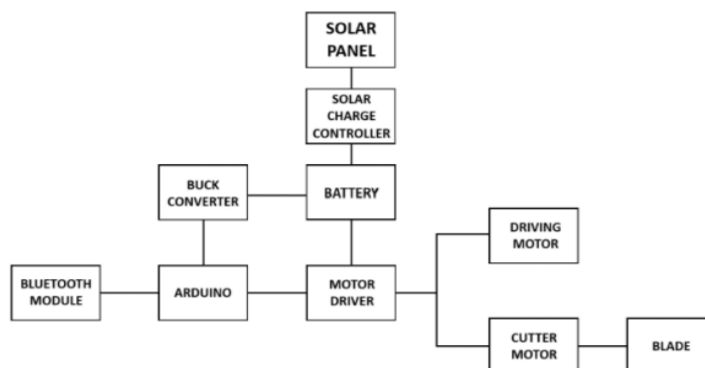 SOLAR
PANEL
SOLAR
CHARGE
CONTROLLER
BUCK
CONVERTER
BATTERY
DRIVING
MOTOR
BLUETOOTH
MODULE
ARDUINO
MOTOR
DRIVER
CUTTER
MOTOR
BLADE